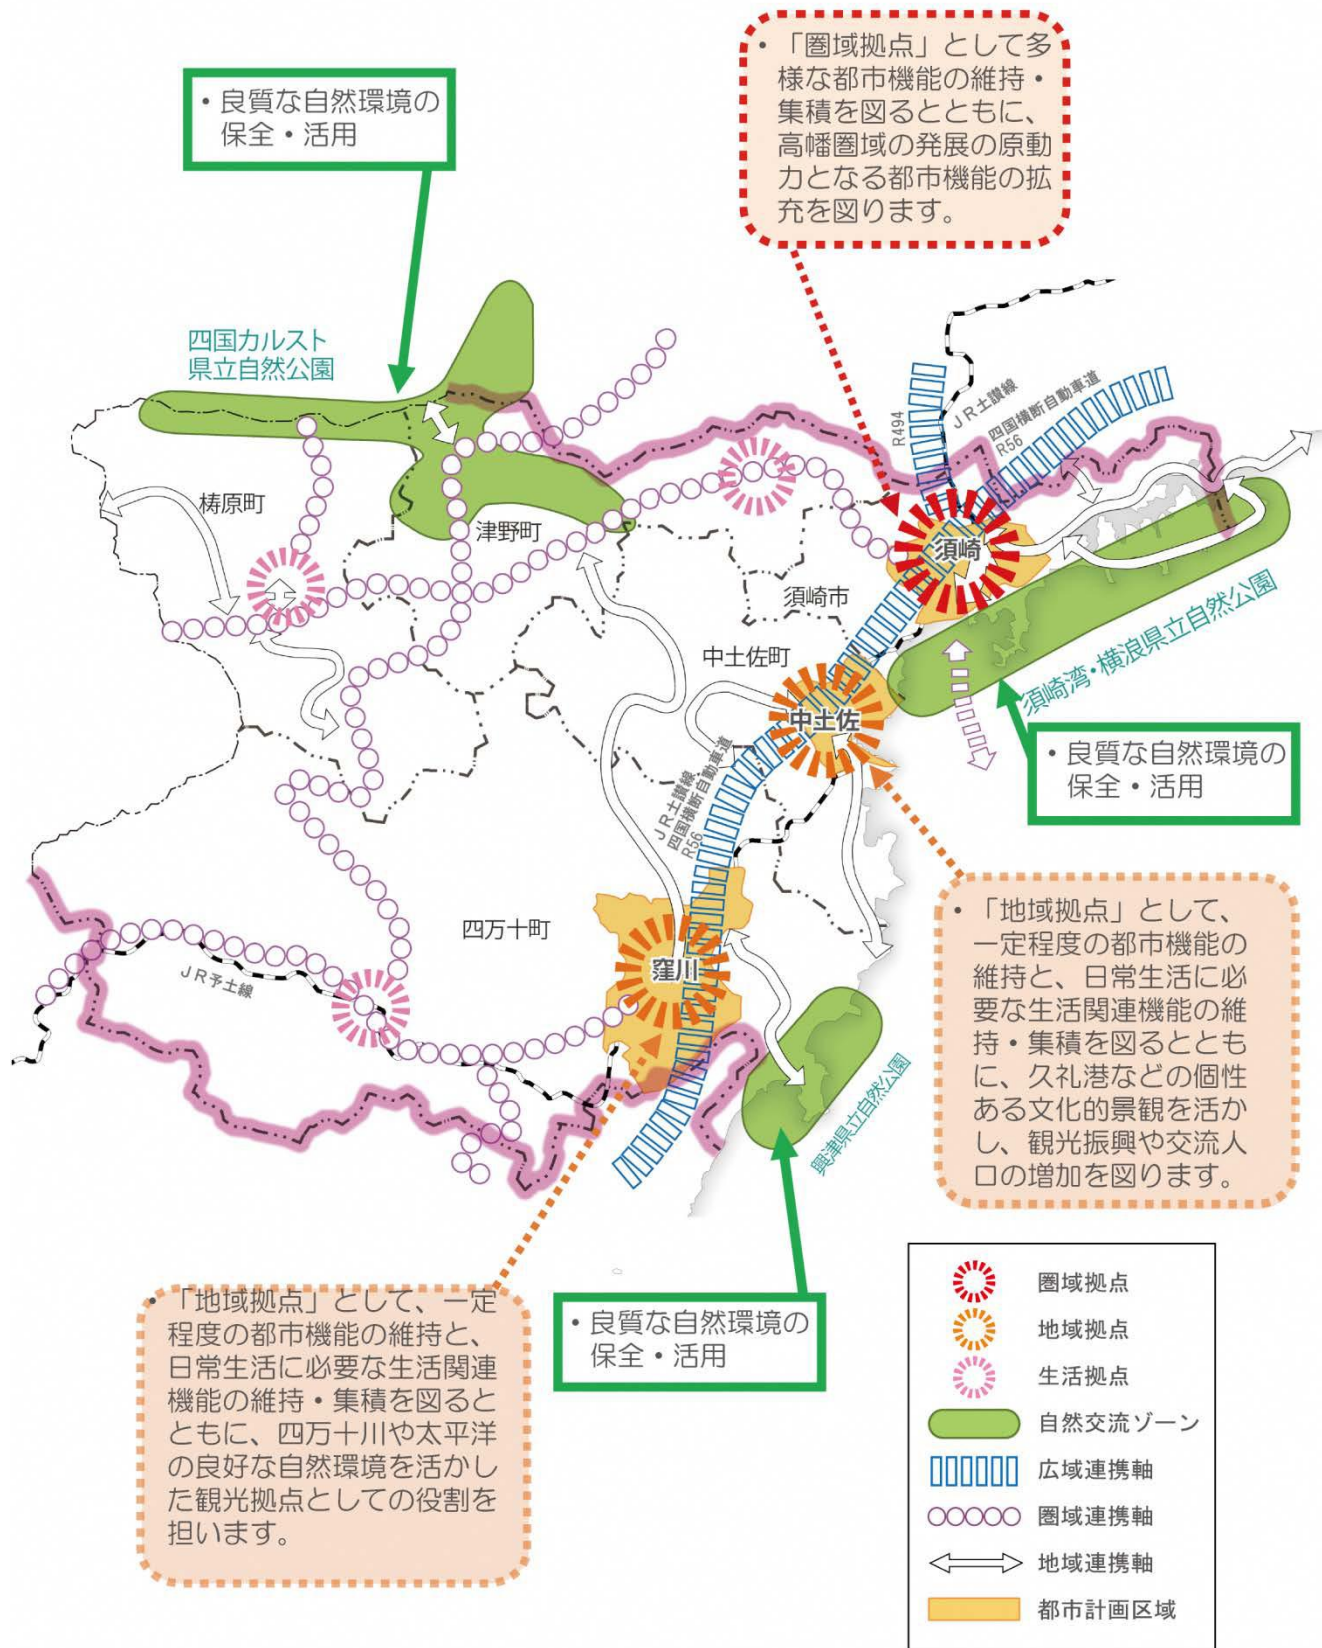 ・「圏域拠点」として多
様な都市機能の維持・
集積を図るとともに、
高幡圏域の発展の原動
力となる都市機能の拡
充を図ります。
・良質な自然環境の
保全・活用
四国カルスト
県立自然公園
R494
JR土讃線
四国横断自動車道
R56
梼原町
津野町
須崎
須崎市
中土佐町
須崎湾・横浪県立自然公園
中土佐
・良質な自然環境の
保全・活用
JR土讃線
四国横断自動車道
R56
四万十町
窪川
JR予土線
興津県立自然公園
・「地域拠点」として、
一定程度の都市機能の
維持と、日常生活に必
要な生活関連機能の維
持・集積を図るととも
に、久礼港などの個性
ある文化的景観を活か
し、観光振興や交流人
口の増加を図ります。
・「地域拠点」として、一定
程度の都市機能の維持と、
日常生活に必要な生活関連
機能の維持・集積を図ると
ともに、四万十川や太平洋
の良好な自然環境を活かし
た観光拠点としての役割を
担います。
・良質な自然環境の
保全・活用
圏域拠点
地域拠点
生活拠点
自然交流ゾーン
広域連携軸
圏域連携軸
地域連携軸
都市計画区域